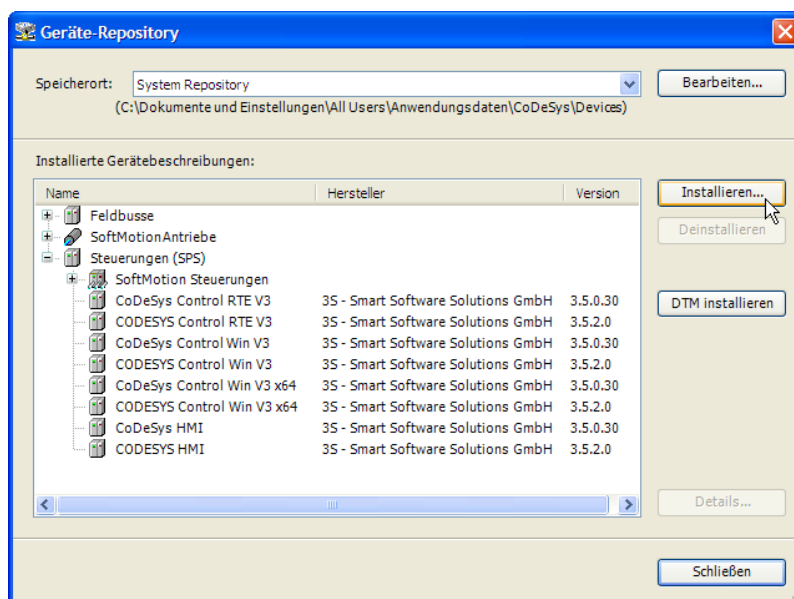 Geräte-Repository
Speicherort: System Repository Bearbeiten...
(C:\Dokumente und Einstellungen\All Users\Anwendungsdaten\CoDeSys\Devices)
Installierte Gerätebeschreibungen:
Name Hersteller Version Installieren...
Feldbusse
SoftMotionAntriebe Deinstallieren
Steuerungen (SPS)
SoftMotion Steuerungen
CoDeSys Control RTE V3 3S - Smart Software Solutions GmbH 3.5.0.30 DTM installieren
CODESYS Control RTE V3 3S - Smart Software Solutions GmbH 3.5.2.0
CoDeSys Control Win V3 3S - Smart Software Solutions GmbH 3.5.0.30
CODESYS Control Win V3 3S - Smart Software Solutions GmbH 3.5.2.0
CoDeSys Control Win V3 x64 3S - Smart Software Solutions GmbH 3.5.0.30
CODESYS Control Win V3 x64 3S - Smart Software Solutions GmbH 3.5.2.0
CoDeSys HMI 3S - Smart Software Solutions GmbH 3.5.0.30
CODESYS HMI 3S - Smart Software Solutions GmbH 3.5.2.0
Details...
Schließen